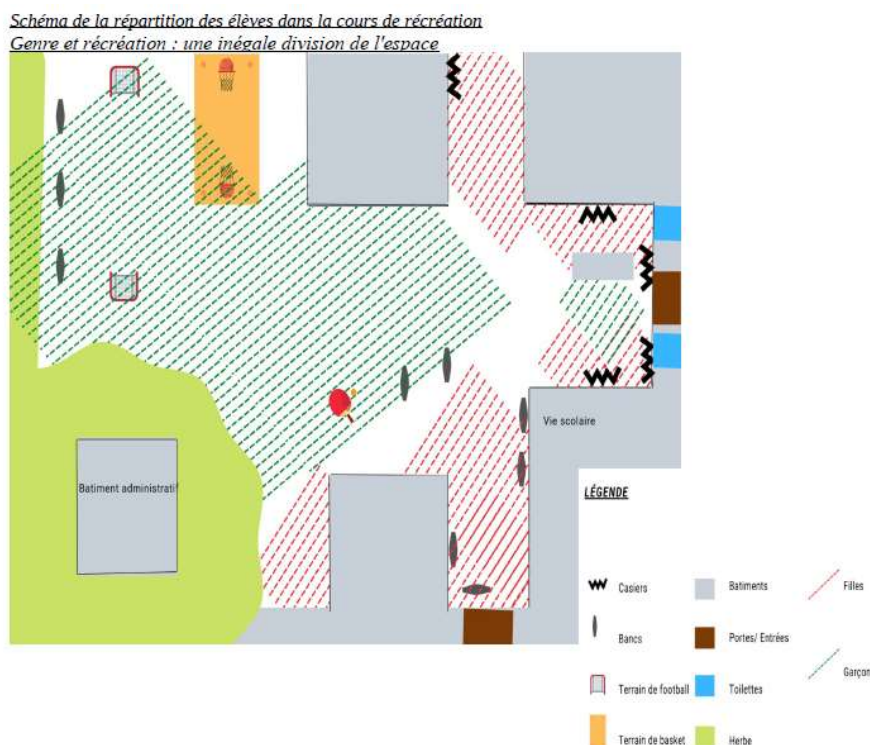 Schéma de la répartition des élèves dans la cours de récréation
Genre et récréation : une inégale division de l'espace
Vie scolaire
Batiment administratif
LÉGENDE
Casiers
Batiments
Filles
Bancs
Portes/ Entrées
Garçon
Terrain de football
Toilettes
Terrain de basket
Herbe